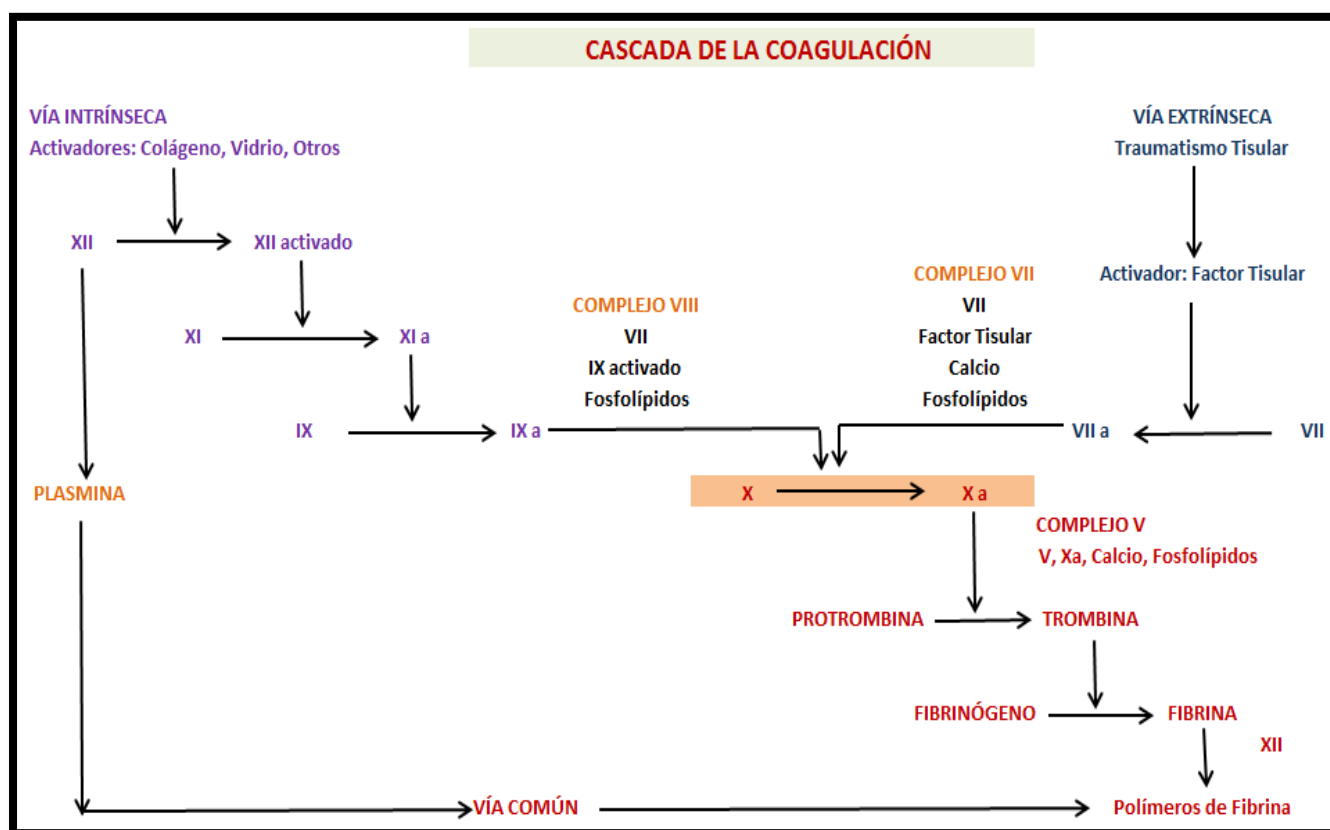 CASCADA DE LA COAGULACIÓN
VÍA INTRÍNSECA
Activadores: Colágeno, Vidrio, Otros
VÍA EXTRÍNSECA
Traumatismo Tisular
XII
XII activado
Activador: Factor Tisular
COMPLEJO VIII
VII
IX activado
Fosfolípidos
COMPLEJO VII
VII
Factor Tisular
Calcio
Fosfolípidos
XI
XI a
IX
IX a
VII a
VII
PLASMINA
X
X a
COMPLEJO V
V, Xa, Calcio, Fosfolípidos
PROTROMBINA
TROMBINA
FIBRINÓGENO
FIBRINA
XII
VÍA COMÚN
Polímeros de Fibrina